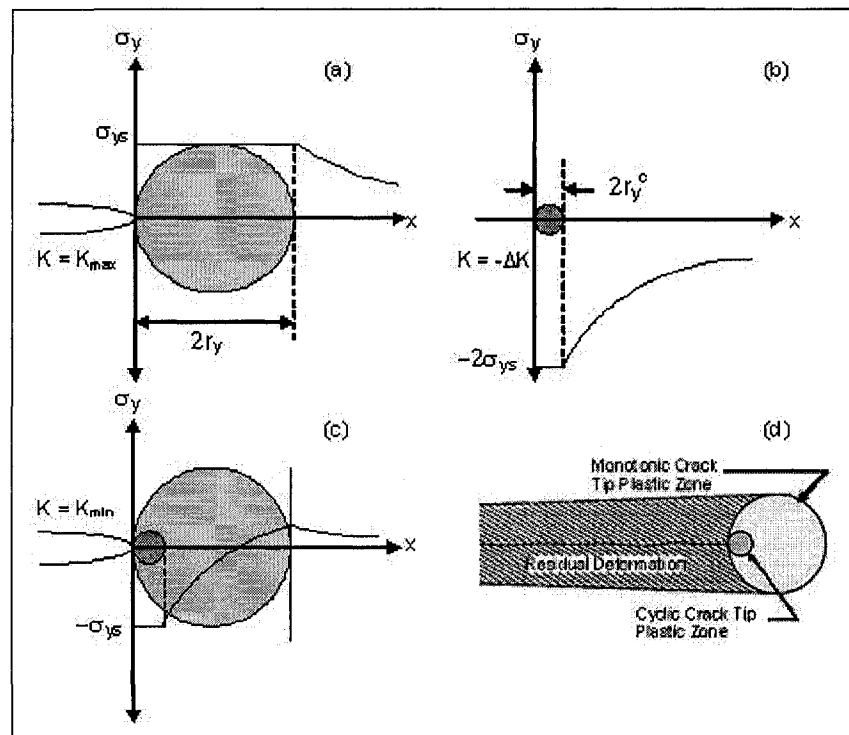 σy
(a)
σys
x
K = Kmax
2ry
σy
(b)
2ry^c
x
K = -ΔK
-2σys
σy
(c)
K = Kmin
x
-σys
(d)
Monotonic Crack
Tip Plastic Zone
Residual Deformation
Cyclic Crack Tip
Plastic Zone